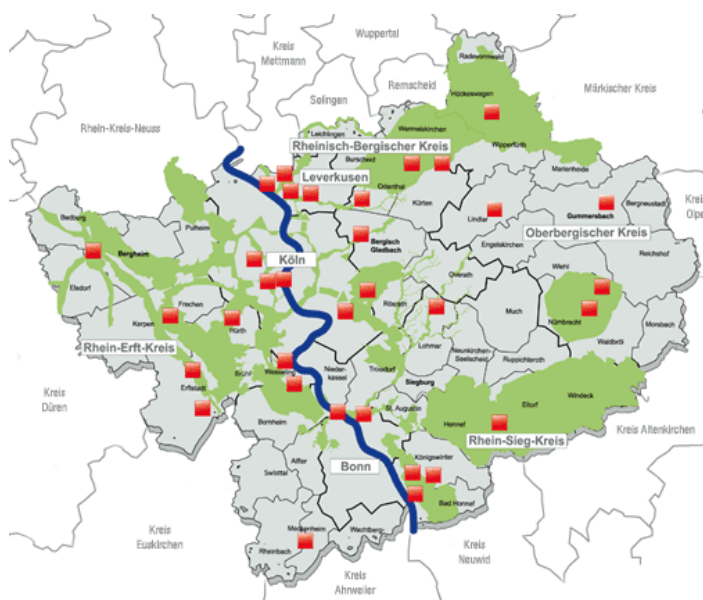 Wuppertal
Kreis
Mettmann
Radevormwald
Remscheid
Märkischer Kreis
Hückeswagen
Solingen
Rhein-Kreis-Neuss
Leichlingen
Wermelskirchen
Rheinisch-Bergischer Kreis
Wipperfürth
Burscheid
Marienheide
Leverkusen
Odenthal
Kürten
Kreis
Olpe
Bergneustadt
Bedburg
Pulheim
Lindlar
Gummersbach
Oberbergischer Kreis
Bergheim
Bergisch
Gladbach
Engelskirchen
Reichshof
Köln
Overath
Wiehl
Elsdorf
Frechen
Rösrath
Much
Nümbrecht
Morsbach
Kerpen
Hürth
Lohmar
Waldbröl
Rhein-Erft-Kreis
Neunkirchen-
Seelscheid
Ruppichteroth
Brühl
Wesseling
Nieder-
kassel
Troisdorf
Siegburg
Kreis
Düren
Erftstadt
Windeck
Eitorf
St. Augustin
Hennef
Bornheim
Rhein-Sieg-Kreis
Kreis Altenkirchen
Alfter
Königswinter
Bonn
Swisttal
Bad Honnef
Kreis
Euskirchen
Meckenheim
Wachtberg
Rheinbach
Kreis
Neuwied
Kreis
Ahrweiler